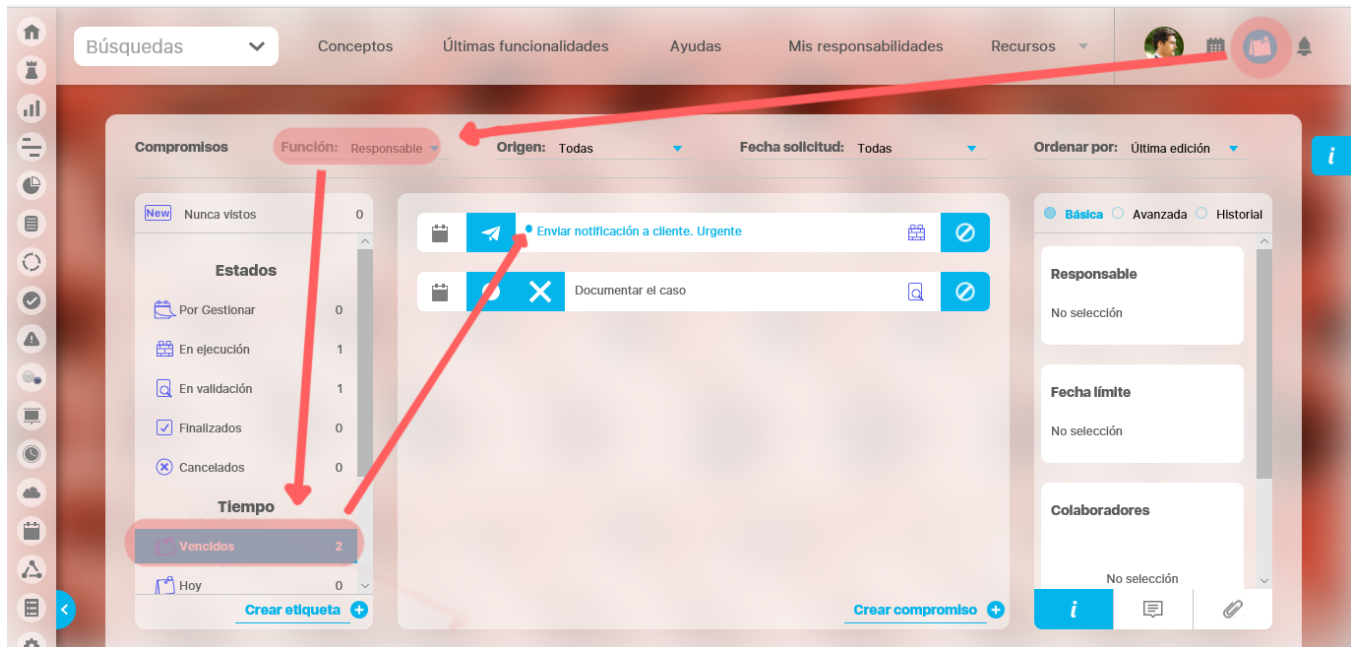 Búsquedas
Conceptos
Últimas funcionalidades
Ayudas
Mis responsabilidades
Recursos
Compromisos
Función: Responsable
Origen: Todas
Fecha solicitud: Todas
Ordenar por: Última edición
i
New Nunca vistos 0
Estados
Por Gestionar 0
En ejecución 1
En validación 1
Finalizados 0
Cancelados 0
Tiempo
Vencidos 2
Hoy 0
Crear etiqueta
Enviar notificación a cliente. Urgente
Documentar el caso
Crear compromiso
Básica Avanzada Historial
Responsable
No selección
Fecha límite
No selección
Colaboradores
No selección
i